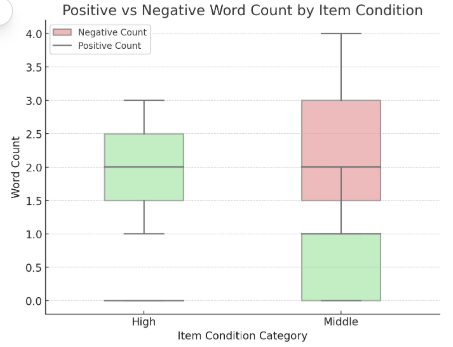 Positive vs Negative Word Count by Item Condition
Negative Count
Positive Count
4.0
3.5
3.0
2.5
2.0
1.5
1.0
0.5
0.0
Word Count
High
Middle
Item Condition Category